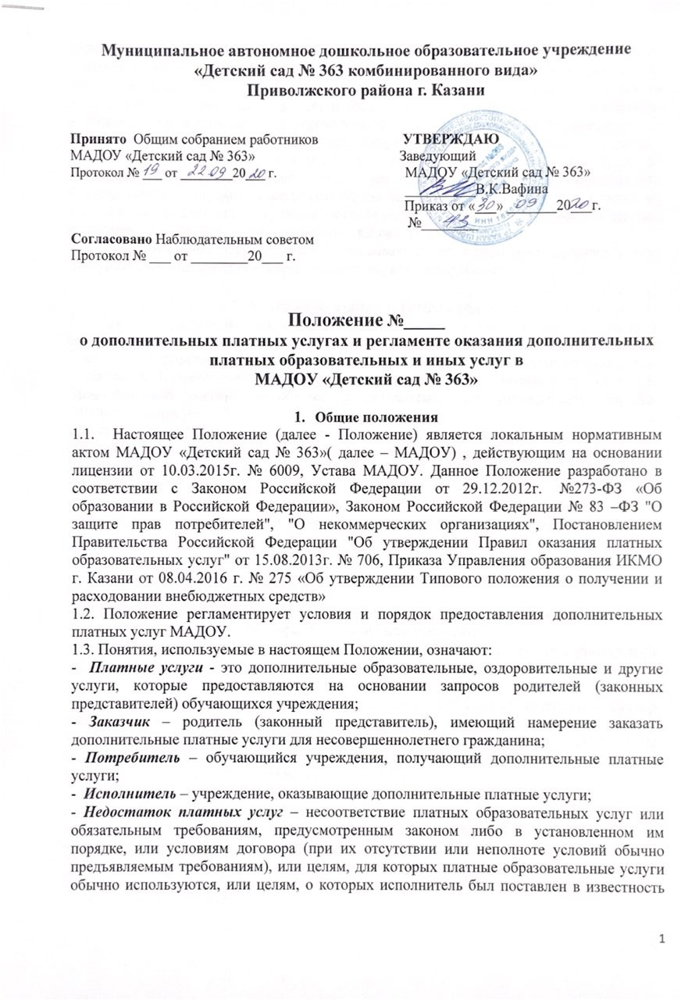 Муниципальное автономное дошкольное образовательное учреждение
«Детский сад № 363 комбинированного вида»
Приволжского района г. Казани
Принято Общим собранием работников
МАДОУ «Детский сад № 363»
Протокол № 19 от 22.09 2020 г.
УТВЕРЖДАЮ
Заведующий
МАДОУ «Детский сад № 363»
__________В.К.Вафина
Приказ от «30» 09 2020 г.
№ 43
Согласовано Наблюдательным советом
Протокол № ___ от ________20___ г.
Положение №____
о дополнительных платных услугах и регламенте оказания дополнительных
платных образовательных и иных услуг в
МАДОУ «Детский сад № 363»
1. Общие положения
1.1. Настоящее Положение (далее - Положение) является локальным нормативным
актом МАДОУ «Детский сад № 363»( далее – МАДОУ) , действующим на основании
лицензии от 10.03.2015г. № 6009, Устава МАДОУ. Данное Положение разработано в
соответствии с Законом Российской Федерации от 29.12.2012г. №273-ФЗ «Об
образовании в Российской Федерации», Законом Российской Федерации № 83 –ФЗ "О
защите прав потребителей", "О некоммерческих организациях", Постановлением
Правительства Российской Федерации "Об утверждении Правил оказания платных
образовательных услуг" от 15.08.2013г. № 706, Приказа Управления образования ИКМО
г. Казани от 08.04.2016 г. № 275 «Об утверждении Типового положения о получении и
расходовании внебюджетных средств»
1.2. Положение регламентирует условия и порядок предоставления дополнительных
платных услуг МАДОУ.
1.3. Понятия, используемые в настоящем Положении, означают:
- Платные услуги - это дополнительные образовательные, оздоровительные и другие
услуги, которые предоставляются на основании запросов родителей (законных
представителей) обучающихся учреждения;
- Заказчик – родитель (законный представитель), имеющий намерение заказать
дополнительные платные услуги для несовершеннолетнего гражданина;
- Потребитель – обучающийся учреждения, получающий дополнительные платные
услуги;
- Исполнитель – учреждение, оказывающие дополнительные платные услуги;
- Недостаток платных услуг – несоответствие платных образовательных услуг или
обязательным требованиям, предусмотренным законом либо в установленном им
порядке, или условиям договора (при их отсутствии или неполноте условий обычно
предъявляемым требованиям), или целям, для которых платные образовательные услуги
обычно используются, или целям, о которых исполнитель был поставлен в известность
1